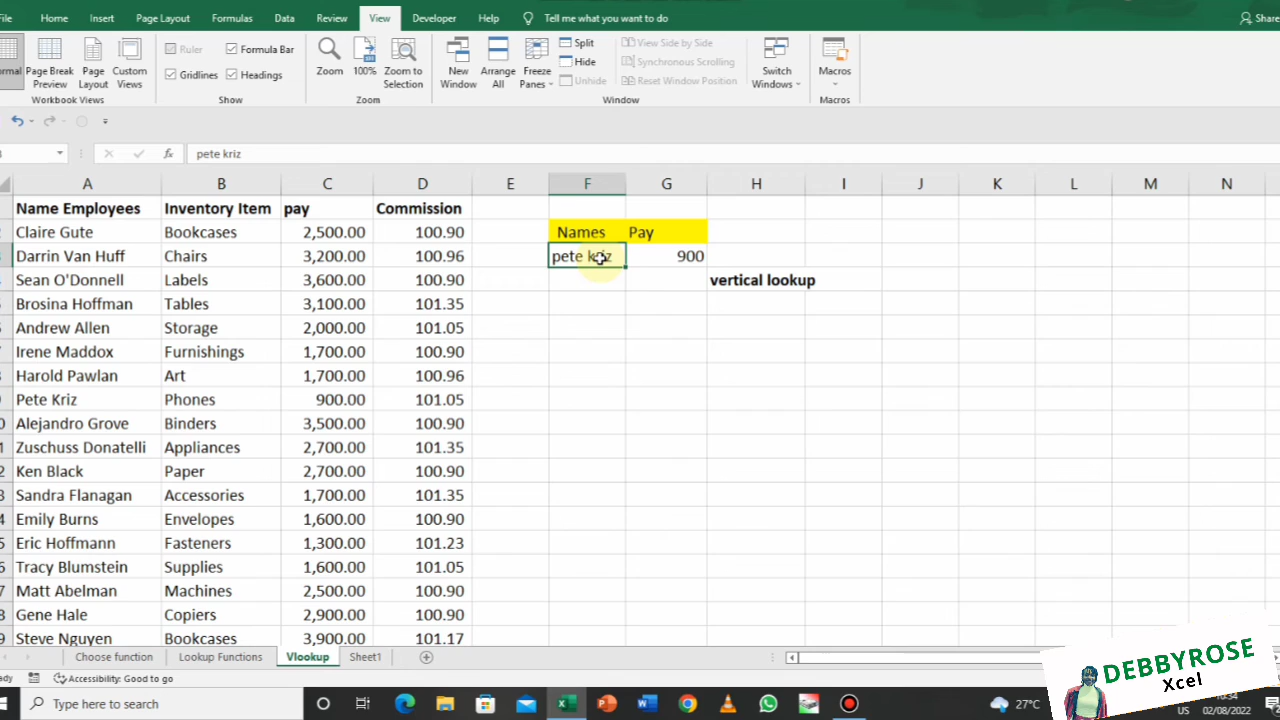 File Home Insert Page Layout Formulas Data Review View Developer Help Tell me what you want to do Share
Normal Page Break Preview Page Layout Custom Views
Ruler Formula Bar
Gridlines Headings
Zoom 100% Zoom to Selection
New Window Arrange All Freeze Panes
Split
Hide
Unhide
View Side by Side
Synchronous Scrolling
Reset Window Position
Switch Windows
Macros
Workbook Views Show Zoom Window Macros
fx pete kriz
A B C D E F G H I J K L M N
Name Employees Inventory Item pay Commission
Claire Gute Bookcases 2,500.00 100.90 Names Pay
Darrin Van Huff Chairs 3,200.00 100.96 pete kriz 900
Sean O'Donnell Labels 3,600.00 100.90 vertical lookup
Brosina Hoffman Tables 3,100.00 101.35
Andrew Allen Storage 2,000.00 101.05
Irene Maddox Furnishings 1,700.00 100.90
Harold Pawlan Art 1,700.00 100.96
Pete Kriz Phones 900.00 101.05
Alejandro Grove Binders 3,500.00 100.90
Zuschuss Donatelli Appliances 2,700.00 101.35
Ken Black Paper 2,700.00 100.90
Sandra Flanagan Accessories 1,700.00 101.35
Emily Burns Envelopes 1,600.00 100.90
Eric Hoffmann Fasteners 1,300.00 101.23
Tracy Blumstein Supplies 1,600.00 101.05
Matt Abelman Machines 2,500.00 100.90
Gene Hale Copiers 2,900.00 100.90
Steve Nguyen Bookcases 3,900.00 101.17
Choose function Lookup Functions Vlookup Sheet1
Accessibility: Good to go
DEBBYROSE
Xcel
Type here to search
27°C
US 02/08/2022